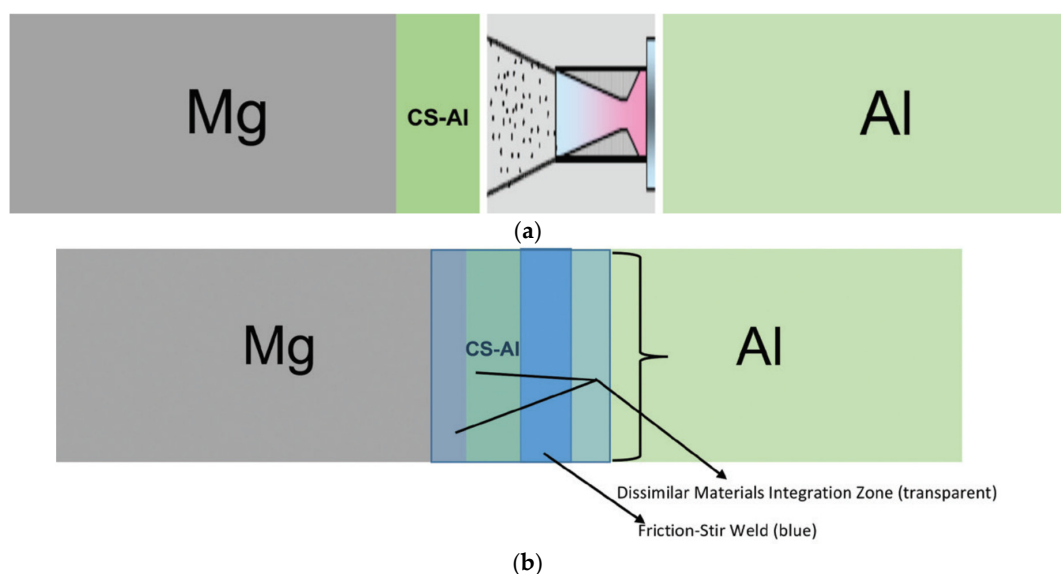 Mg CS-Al Al
(a)
Mg CS-Al Al
Dissimilar Materials Integration Zone (transparent)
Friction-Stir Weld (blue)
(b)